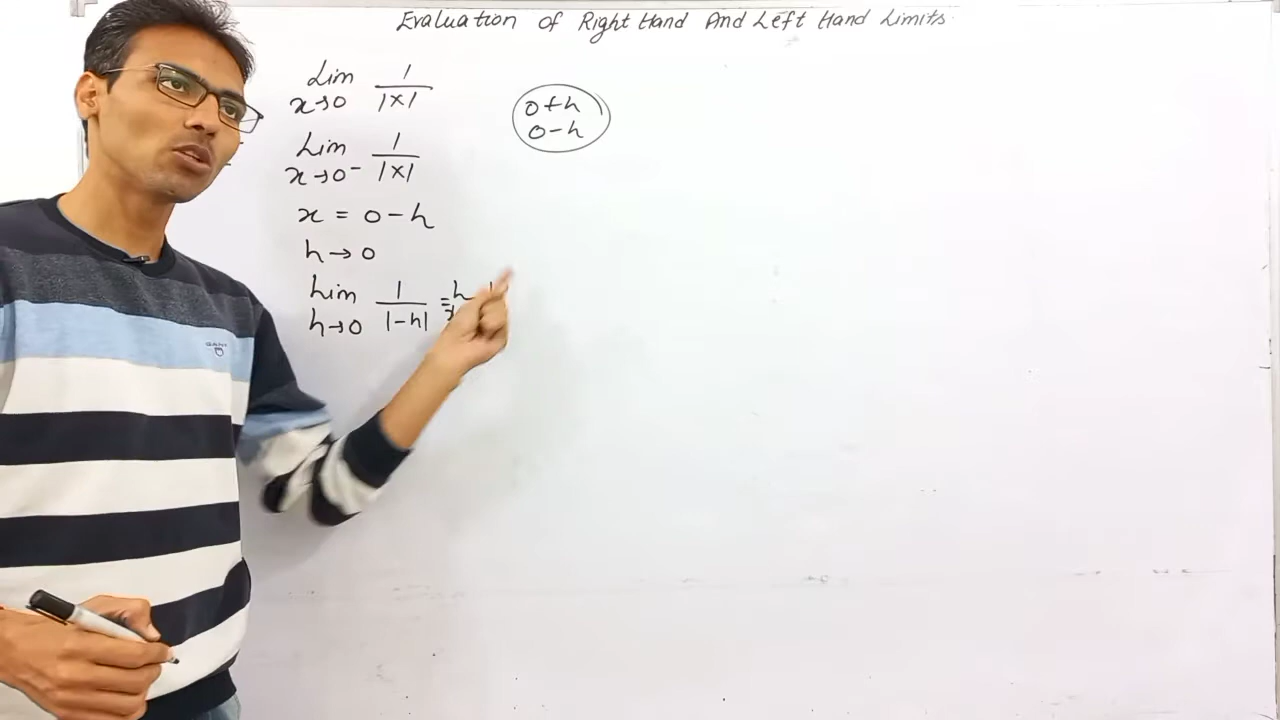 Evaluation of Right Hand And Left Hand Limits
Lim 1
x→0 |x|
0+h
0-h
Lim 1
x→0- |x|
x = 0-h
h→0
Lim 1 =
h→0 |-h|